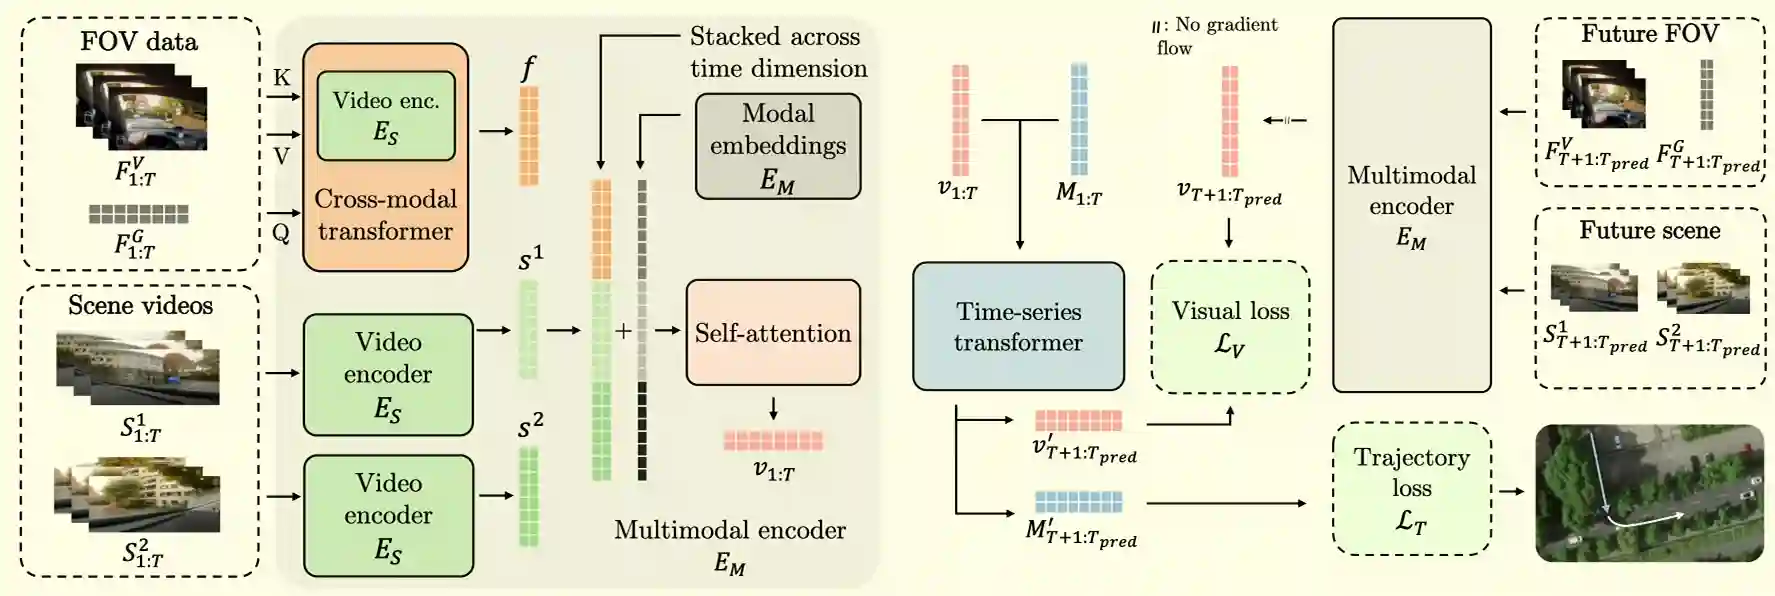 FOV data
F^V_{1:T}
F^G_{1:T}
Scene videos
S^1_{1:T}
S^2_{1:T}
K
V
Q
Video enc.
E_S
Cross-modal
transformer
Video
encoder
E_S
Video
encoder
E_S
f
s^1
s^2
Stacked across
time dimension
Modal
embeddings
E_M
+
Self-attention
v_{1:T}
Multimodal encoder
E_M
v_{1:T}
M_{1:T}
//: No gradient
flow
//
v_{T+1:T_{pred}}
Time-series
transformer
Visual loss
ℒ_V
v′_{T+1:T_{pred}}
M′_{T+1:T_{pred}}
Multimodal
encoder
E_M
Future FOV
F^V_{T+1:T_{pred}} F^G_{T+1:T_{pred}}
Future scene
S^1_{T+1:T_{pred}} S^2_{T+1:T_{pred}}
Trajectory
loss
ℒ_T